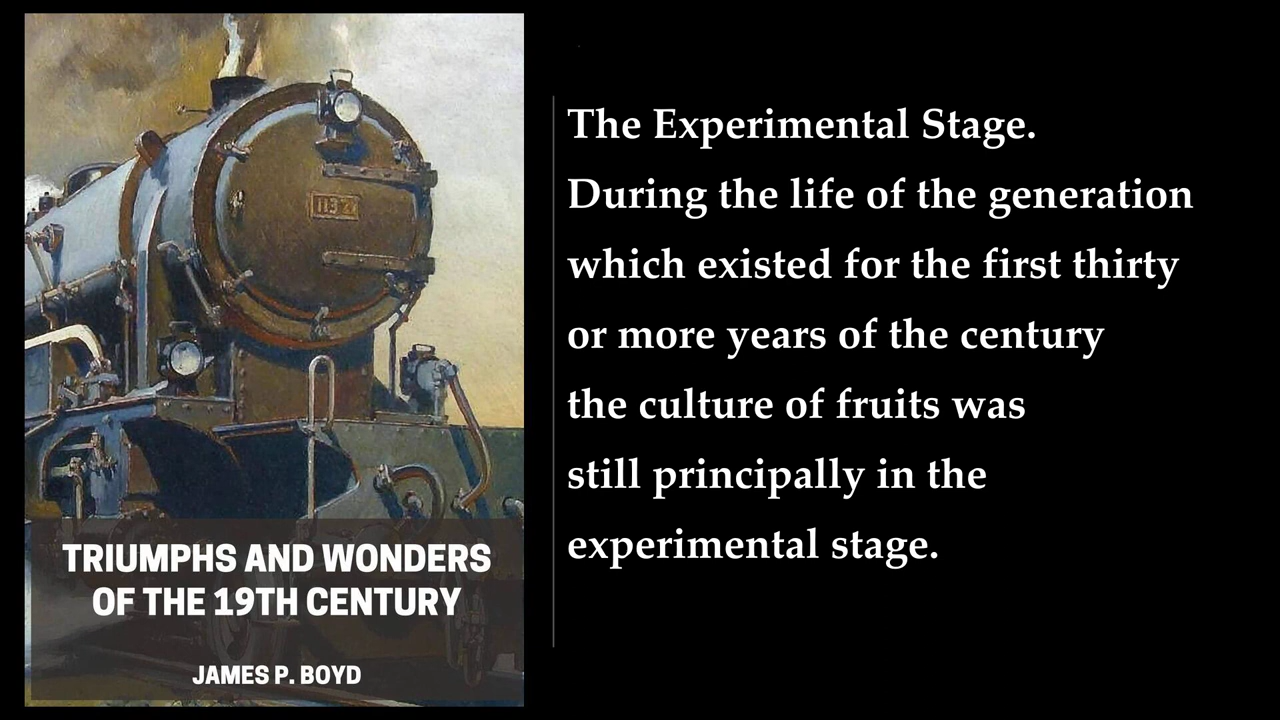 TRIUMPHS AND WONDERS
OF THE 19TH CENTURY
JAMES P. BOYD
The Experimental Stage.
During the life of the generation
which existed for the first thirty
or more years of the century
the culture of fruits was
still principally in the
experimental stage.